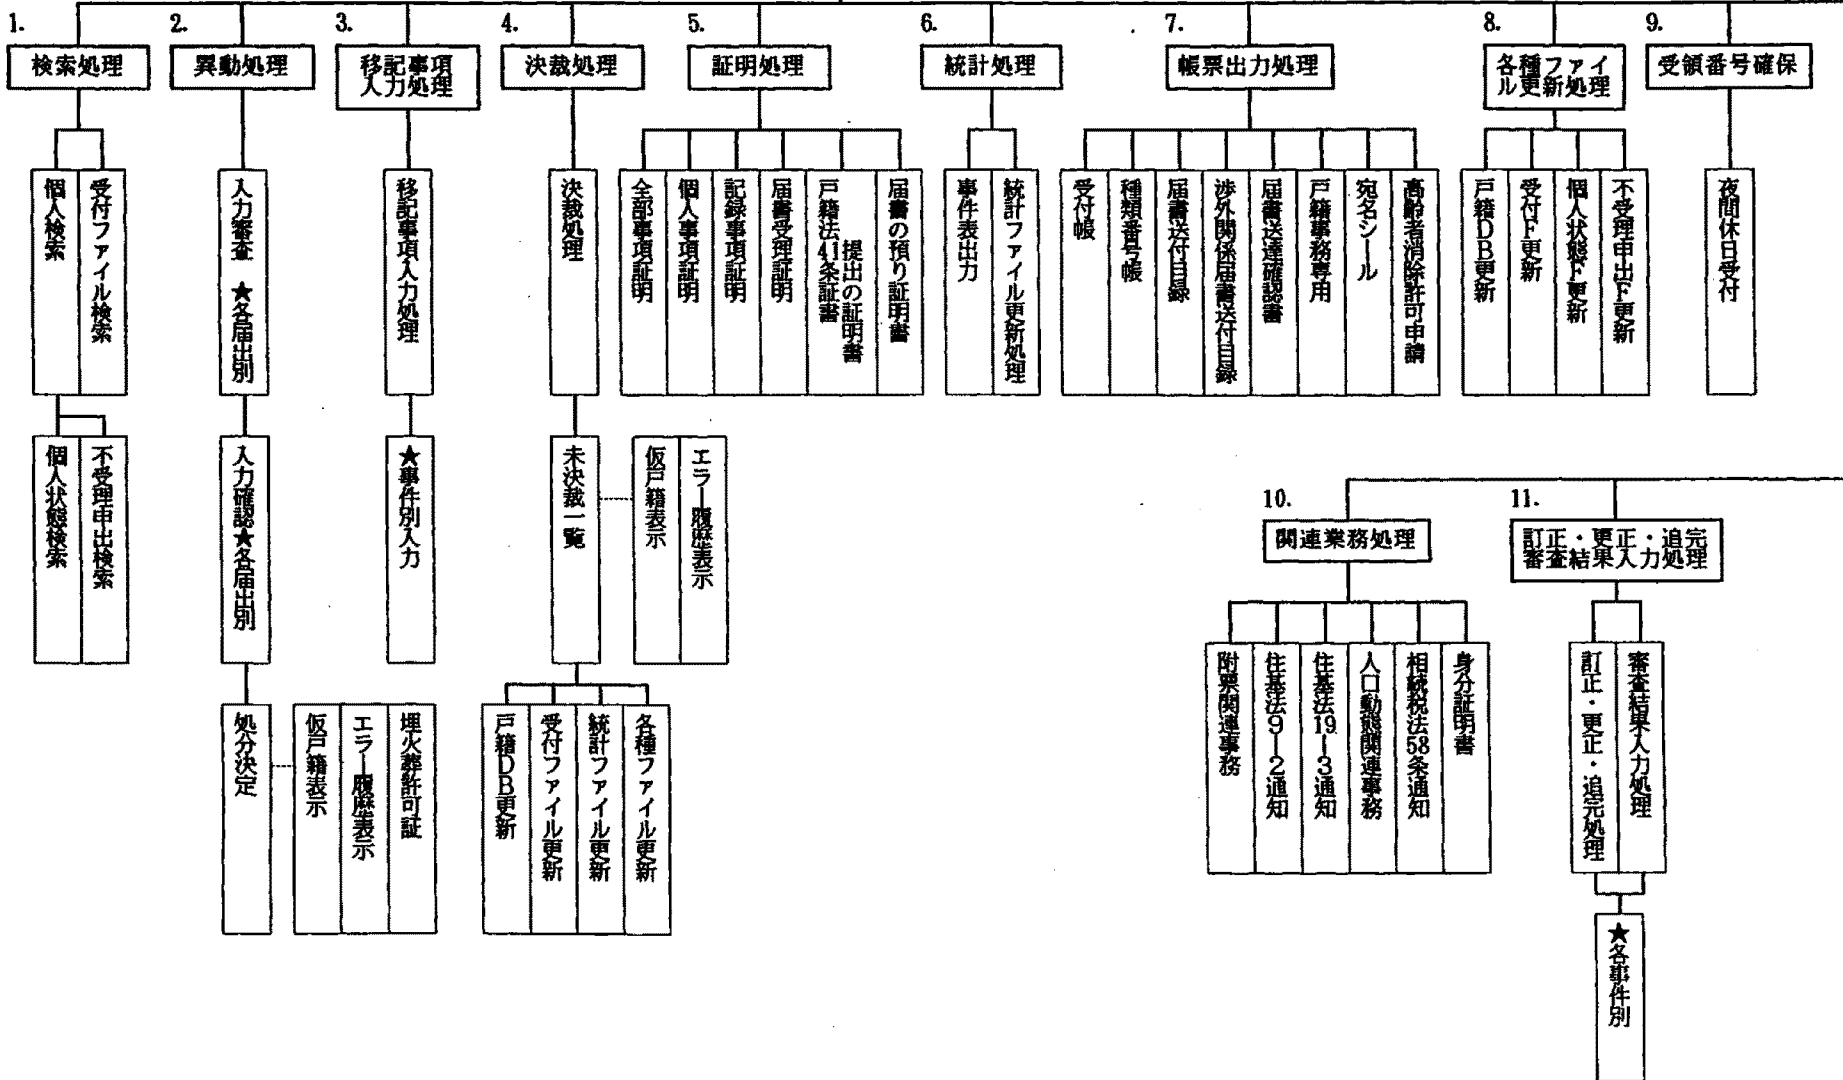 1.
検索処理
個人検索
受付ファイル検索
個人状態検索
不受理申出検索
2.
異動処理
入力審査 ★各届出別
入力確認★各届出別
処分決定
仮戸籍表示
エラー履歴表示
埋火葬許可証
3.
移記事項
入力処理
移記事項入力処理
★事件別入力
4.
決裁処理
決裁処理
未決裁一覧
仮戸籍表示
エラー履歴表示
戸籍DB更新
受付ファイル更新
統計ファイル更新
各種ファイル更新
5.
証明処理
全部事項証明
個人事項証明
記録事項証明
届書受理証明
戸籍法41条証書
提出の証明書
届書の預り証明書
6.
統計処理
事件表出力
統計ファイル更新処理
7.
帳票出力処理
受付帳
種類番号帳
届書送付目録
渉外関係届書送付目録
届書送達確認書
戸籍事務専用
宛名シール
高齢者消除許可申請
8.
各種ファイ
ル更新処理
戸籍DB更新
受付F更新
個人状態F更新
不受理申出F更新
9.
受領番号確保
夜間休日受付
10.
関連業務処理
附票関連事務
住基法9―2通知
住基法19―3通知
人口動態関連事務
相続税法58条通知
身分証明書
11.
訂正・更正・追完
審査結果入力処理
訂正・更正・追完処理
審査結果入力処理
★各事件別